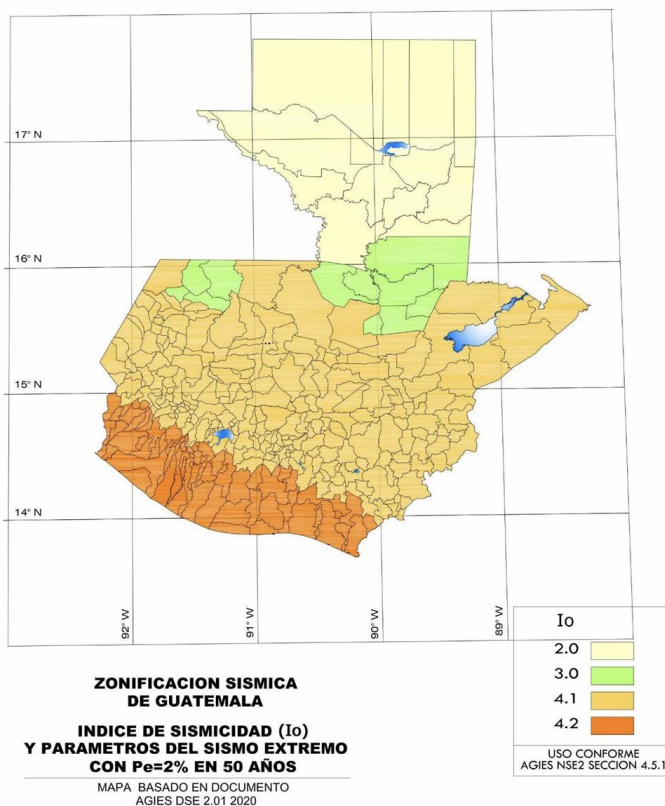 17° N
16° N
15° N
14° N
92° W
91° W
90° W
89° W
Io
2.0
3.0
4.1
4.2
USO CONFORME
AGIES NSE2 SECCION 4.5.1
ZONIFICACION SISMICA
DE GUATEMALA
INDICE DE SISMICIDAD (Io)
Y PARAMETROS DEL SISMO EXTREMO
CON Pe=2% EN 50 AÑOS
MAPA BASADO EN DOCUMENTO
AGIES DSE 2.01 2020